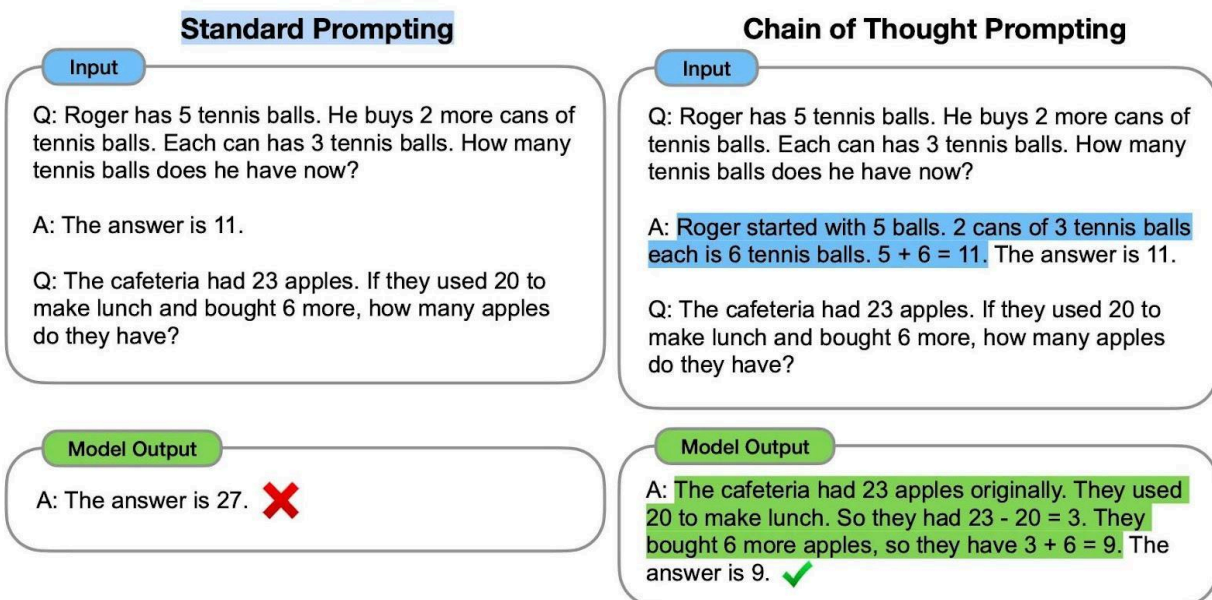 Standard Prompting
Input
Q: Roger has 5 tennis balls. He buys 2 more cans of
tennis balls. Each can has 3 tennis balls. How many
tennis balls does he have now?
A: The answer is 11.
Q: The cafeteria had 23 apples. If they used 20 to
make lunch and bought 6 more, how many apples
do they have?
Model Output
A: The answer is 27.
Chain of Thought Prompting
Input
Q: Roger has 5 tennis balls. He buys 2 more cans of
tennis balls. Each can has 3 tennis balls. How many
tennis balls does he have now?
A: Roger started with 5 balls. 2 cans of 3 tennis balls
each is 6 tennis balls. 5 + 6 = 11. The answer is 11.
Q: The cafeteria had 23 apples. If they used 20 to
make lunch and bought 6 more, how many apples
do they have?
Model Output
A: The cafeteria had 23 apples originally. They used
20 to make lunch. So they had 23 - 20 = 3. They
bought 6 more apples, so they have 3 + 6 = 9. The
answer is 9.